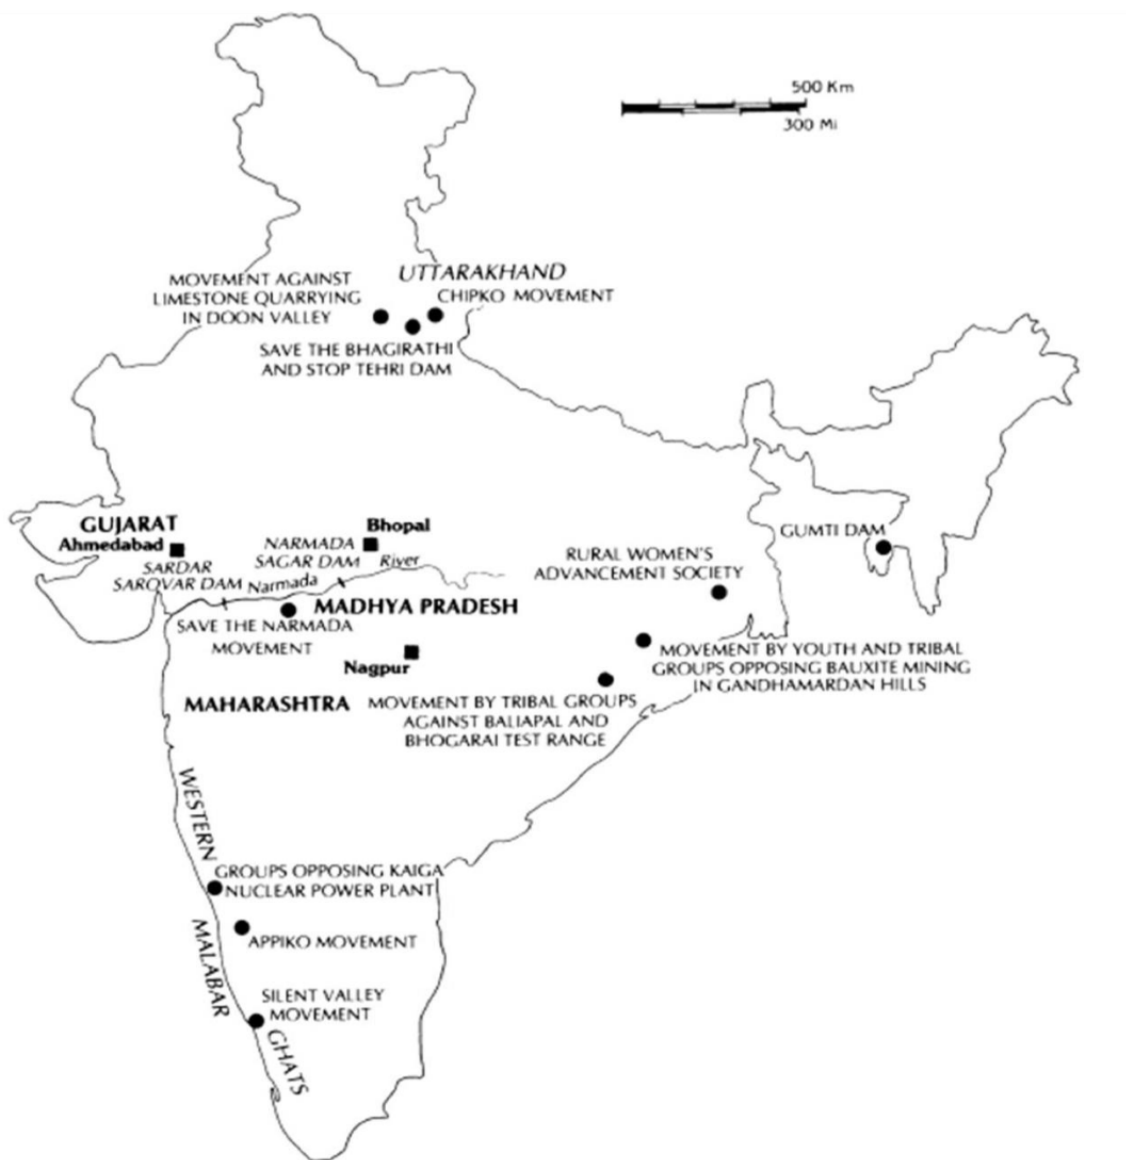 500 Km
300 Mi
UTTARAKHAND
MOVEMENT AGAINST
LIMESTONE QUARRYING
IN DOON VALLEY
CHIPKO MOVEMENT
SAVE THE BHAGIRATHI
AND STOP TEHRI DAM
GUJARAT
Ahmedabad
SARDAR
SAROVAR DAM
NARMADA
SAGAR DAM
Bhopal
Narmada
River
MADHYA PRADESH
SAVE THE NARMADA
MOVEMENT
Nagpur
MAHARASHTRA
GUMTI DAM
RURAL WOMEN'S
ADVANCEMENT SOCIETY
MOVEMENT BY YOUTH AND TRIBAL
GROUPS OPPOSING BAUXITE MINING
IN GANDHAMARDAN HILLS
MOVEMENT BY TRIBAL GROUPS
AGAINST BALIAPAL AND
BHOGARAI TEST RANGE
WESTERN
GROUPS OPPOSING KAIGA
NUCLEAR POWER PLANT
MALABAR
APPIKO MOVEMENT
SILENT VALLEY
MOVEMENT
GHATS